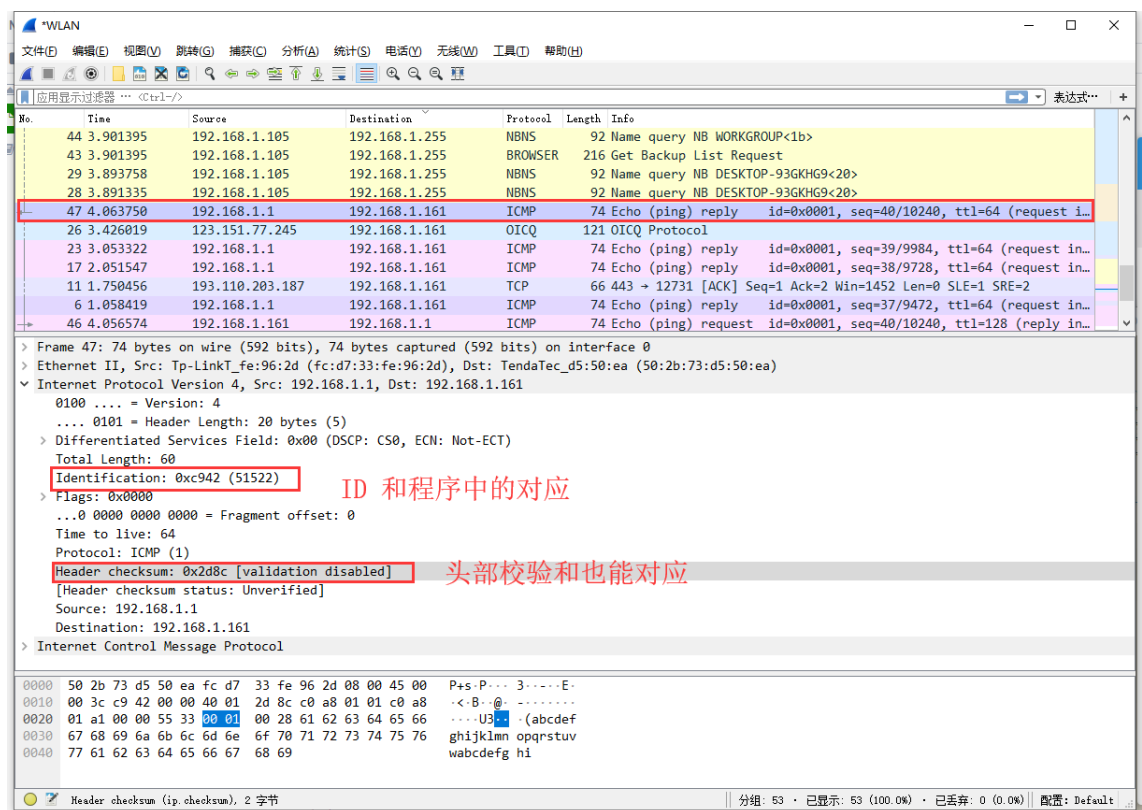 *WLAN
文件(F) 编辑(E) 视图(V) 跳转(G) 捕获(C) 分析(A) 统计(S) 电话(Y) 无线(W) 工具(T) 帮助(H)
应用显示过滤器 … <Ctrl-/> 表达式… +
No. Time Source Destination Protocol Length Info
44 3.901395 192.168.1.105 192.168.1.255 NBNS 92 Name query NB WORKGROUP<1b>
43 3.901395 192.168.1.105 192.168.1.255 BROWSER 216 Get Backup List Request
29 3.893758 192.168.1.105 192.168.1.255 NBNS 92 Name query NB DESKTOP-93GKHG9<20>
28 3.891335 192.168.1.105 192.168.1.255 NBNS 92 Name query NB DESKTOP-93GKHG9<20>
47 4.063750 192.168.1.1 192.168.1.161 ICMP 74 Echo (ping) reply id=0x0001, seq=40/10240, ttl=64 (request i…
26 3.426019 123.151.77.245 192.168.1.161 OICQ 121 OICQ Protocol
23 3.053322 192.168.1.1 192.168.1.161 ICMP 74 Echo (ping) reply id=0x0001, seq=39/9984, ttl=64 (request in…
17 2.051547 192.168.1.1 192.168.1.161 ICMP 74 Echo (ping) reply id=0x0001, seq=38/9728, ttl=64 (request in…
11 1.750456 193.110.203.187 192.168.1.161 TCP 66 443 → 12731 [ACK] Seq=1 Ack=2 Win=1452 Len=0 SLE=1 SRE=2
6 1.058419 192.168.1.1 192.168.1.161 ICMP 74 Echo (ping) reply id=0x0001, seq=37/9472, ttl=64 (request in…
46 4.056574 192.168.1.161 192.168.1.1 ICMP 74 Echo (ping) request id=0x0001, seq=40/10240, ttl=128 (reply in…
Frame 47: 74 bytes on wire (592 bits), 74 bytes captured (592 bits) on interface 0
Ethernet II, Src: Tp-LinkT_fe:96:2d (fc:d7:33:fe:96:2d), Dst: TendaTec_d5:50:ea (50:2b:73:d5:50:ea)
Internet Protocol Version 4, Src: 192.168.1.1, Dst: 192.168.1.161
0100 .... = Version: 4
.... 0101 = Header Length: 20 bytes (5)
Differentiated Services Field: 0x00 (DSCP: CS0, ECN: Not-ECT)
Total Length: 60
Identification: 0xc942 (51522)
ID 和程序中的对应
Flags: 0x0000
...0 0000 0000 0000 = Fragment offset: 0
Time to live: 64
Protocol: ICMP (1)
Header checksum: 0x2d8c [validation disabled]
头部校验和也能对应
[Header checksum status: Unverified]
Source: 192.168.1.1
Destination: 192.168.1.161
Internet Control Message Protocol
0000 50 2b 73 d5 50 ea fc d7 33 fe 96 2d 08 00 45 00 P+s·P··· 3··-··E·
0010 00 3c c9 42 00 00 40 01 2d 8c c0 a8 01 01 c0 a8 ·<·B··@· -·······
0020 01 a1 00 00 55 33 00 01 00 28 61 62 63 64 65 66 ····U3·· ·(abcdef
0030 67 68 69 6a 6b 6c 6d 6e 6f 70 71 72 73 74 75 76 ghijklmn opqrstuv
0040 77 61 62 63 64 65 66 67 68 69 wabcdefg hi
Header checksum (ip.checksum), 2 字节 分组: 53 · 已显示: 53 (100.0%) · 已丢弃: 0 (0.0%) 配置: Default